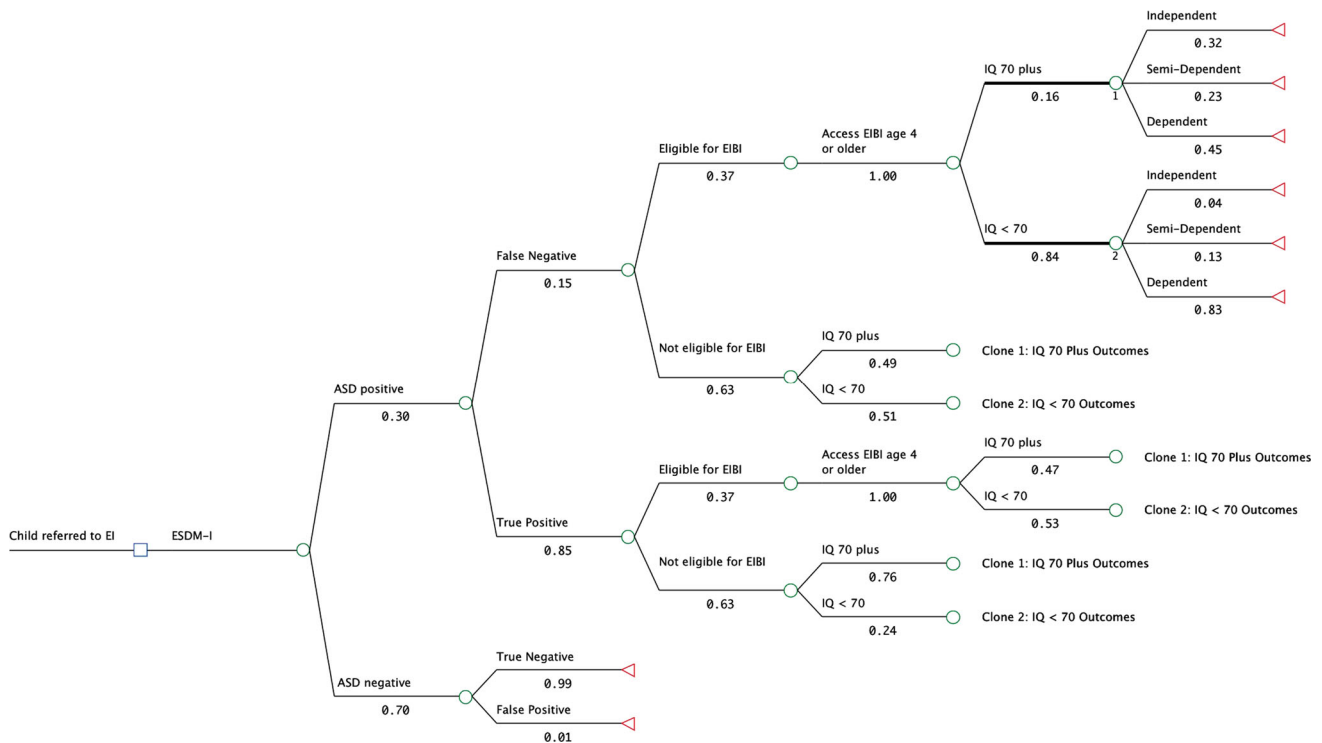 Independent
0.32
IQ 70 plus
0.16
1
Semi-Dependent
0.23
Dependent
0.45
Eligible for EIBI
0.37
Access EIBI age 4
or older
1.00
Independent
0.04
IQ < 70
0.84
2
Semi-Dependent
0.13
Dependent
0.83
False Negative
0.15
Not eligible for EIBI
0.63
IQ 70 plus
0.49
Clone 1: IQ 70 Plus Outcomes
IQ < 70
0.51
Clone 2: IQ < 70 Outcomes
ASD positive
0.30
Eligible for EIBI
0.37
Access EIBI age 4
or older
1.00
IQ 70 plus
0.47
Clone 1: IQ 70 Plus Outcomes
IQ < 70
0.53
Clone 2: IQ < 70 Outcomes
True Positive
0.85
Not eligible for EIBI
0.63
IQ 70 plus
0.76
Clone 1: IQ 70 Plus Outcomes
IQ < 70
0.24
Clone 2: IQ < 70 Outcomes
Child referred to EI
ESDM-I
True Negative
0.99
ASD negative
0.70
False Positive
0.01